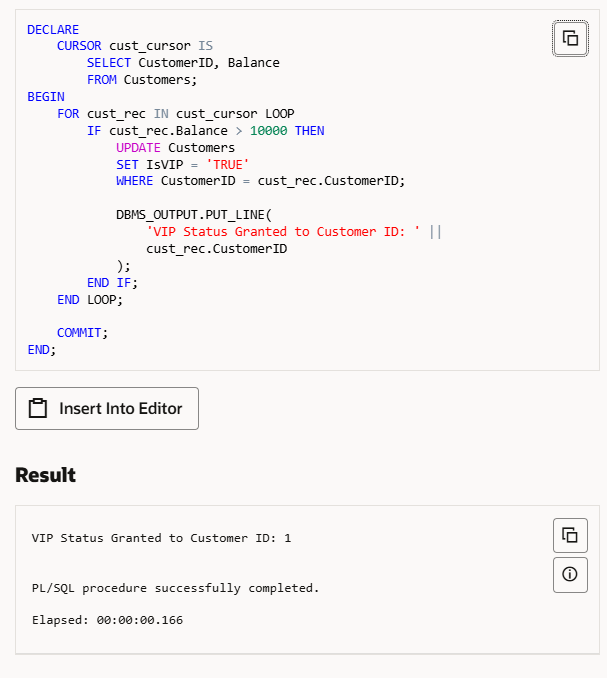 DECLARE
    CURSOR cust_cursor IS
        SELECT CustomerID, Balance
        FROM Customers;
BEGIN
    FOR cust_rec IN cust_cursor LOOP
        IF cust_rec.Balance > 10000 THEN
            UPDATE Customers
            SET IsVIP = 'TRUE'
            WHERE CustomerID = cust_rec.CustomerID;

            DBMS_OUTPUT.PUT_LINE(
                'VIP Status Granted to Customer ID: ' ||
                cust_rec.CustomerID
            );
        END IF;
    END LOOP;

    COMMIT;
END;
Insert Into Editor
Result
VIP Status Granted to Customer ID: 1
PL/SQL procedure successfully completed.
Elapsed: 00:00:00.166